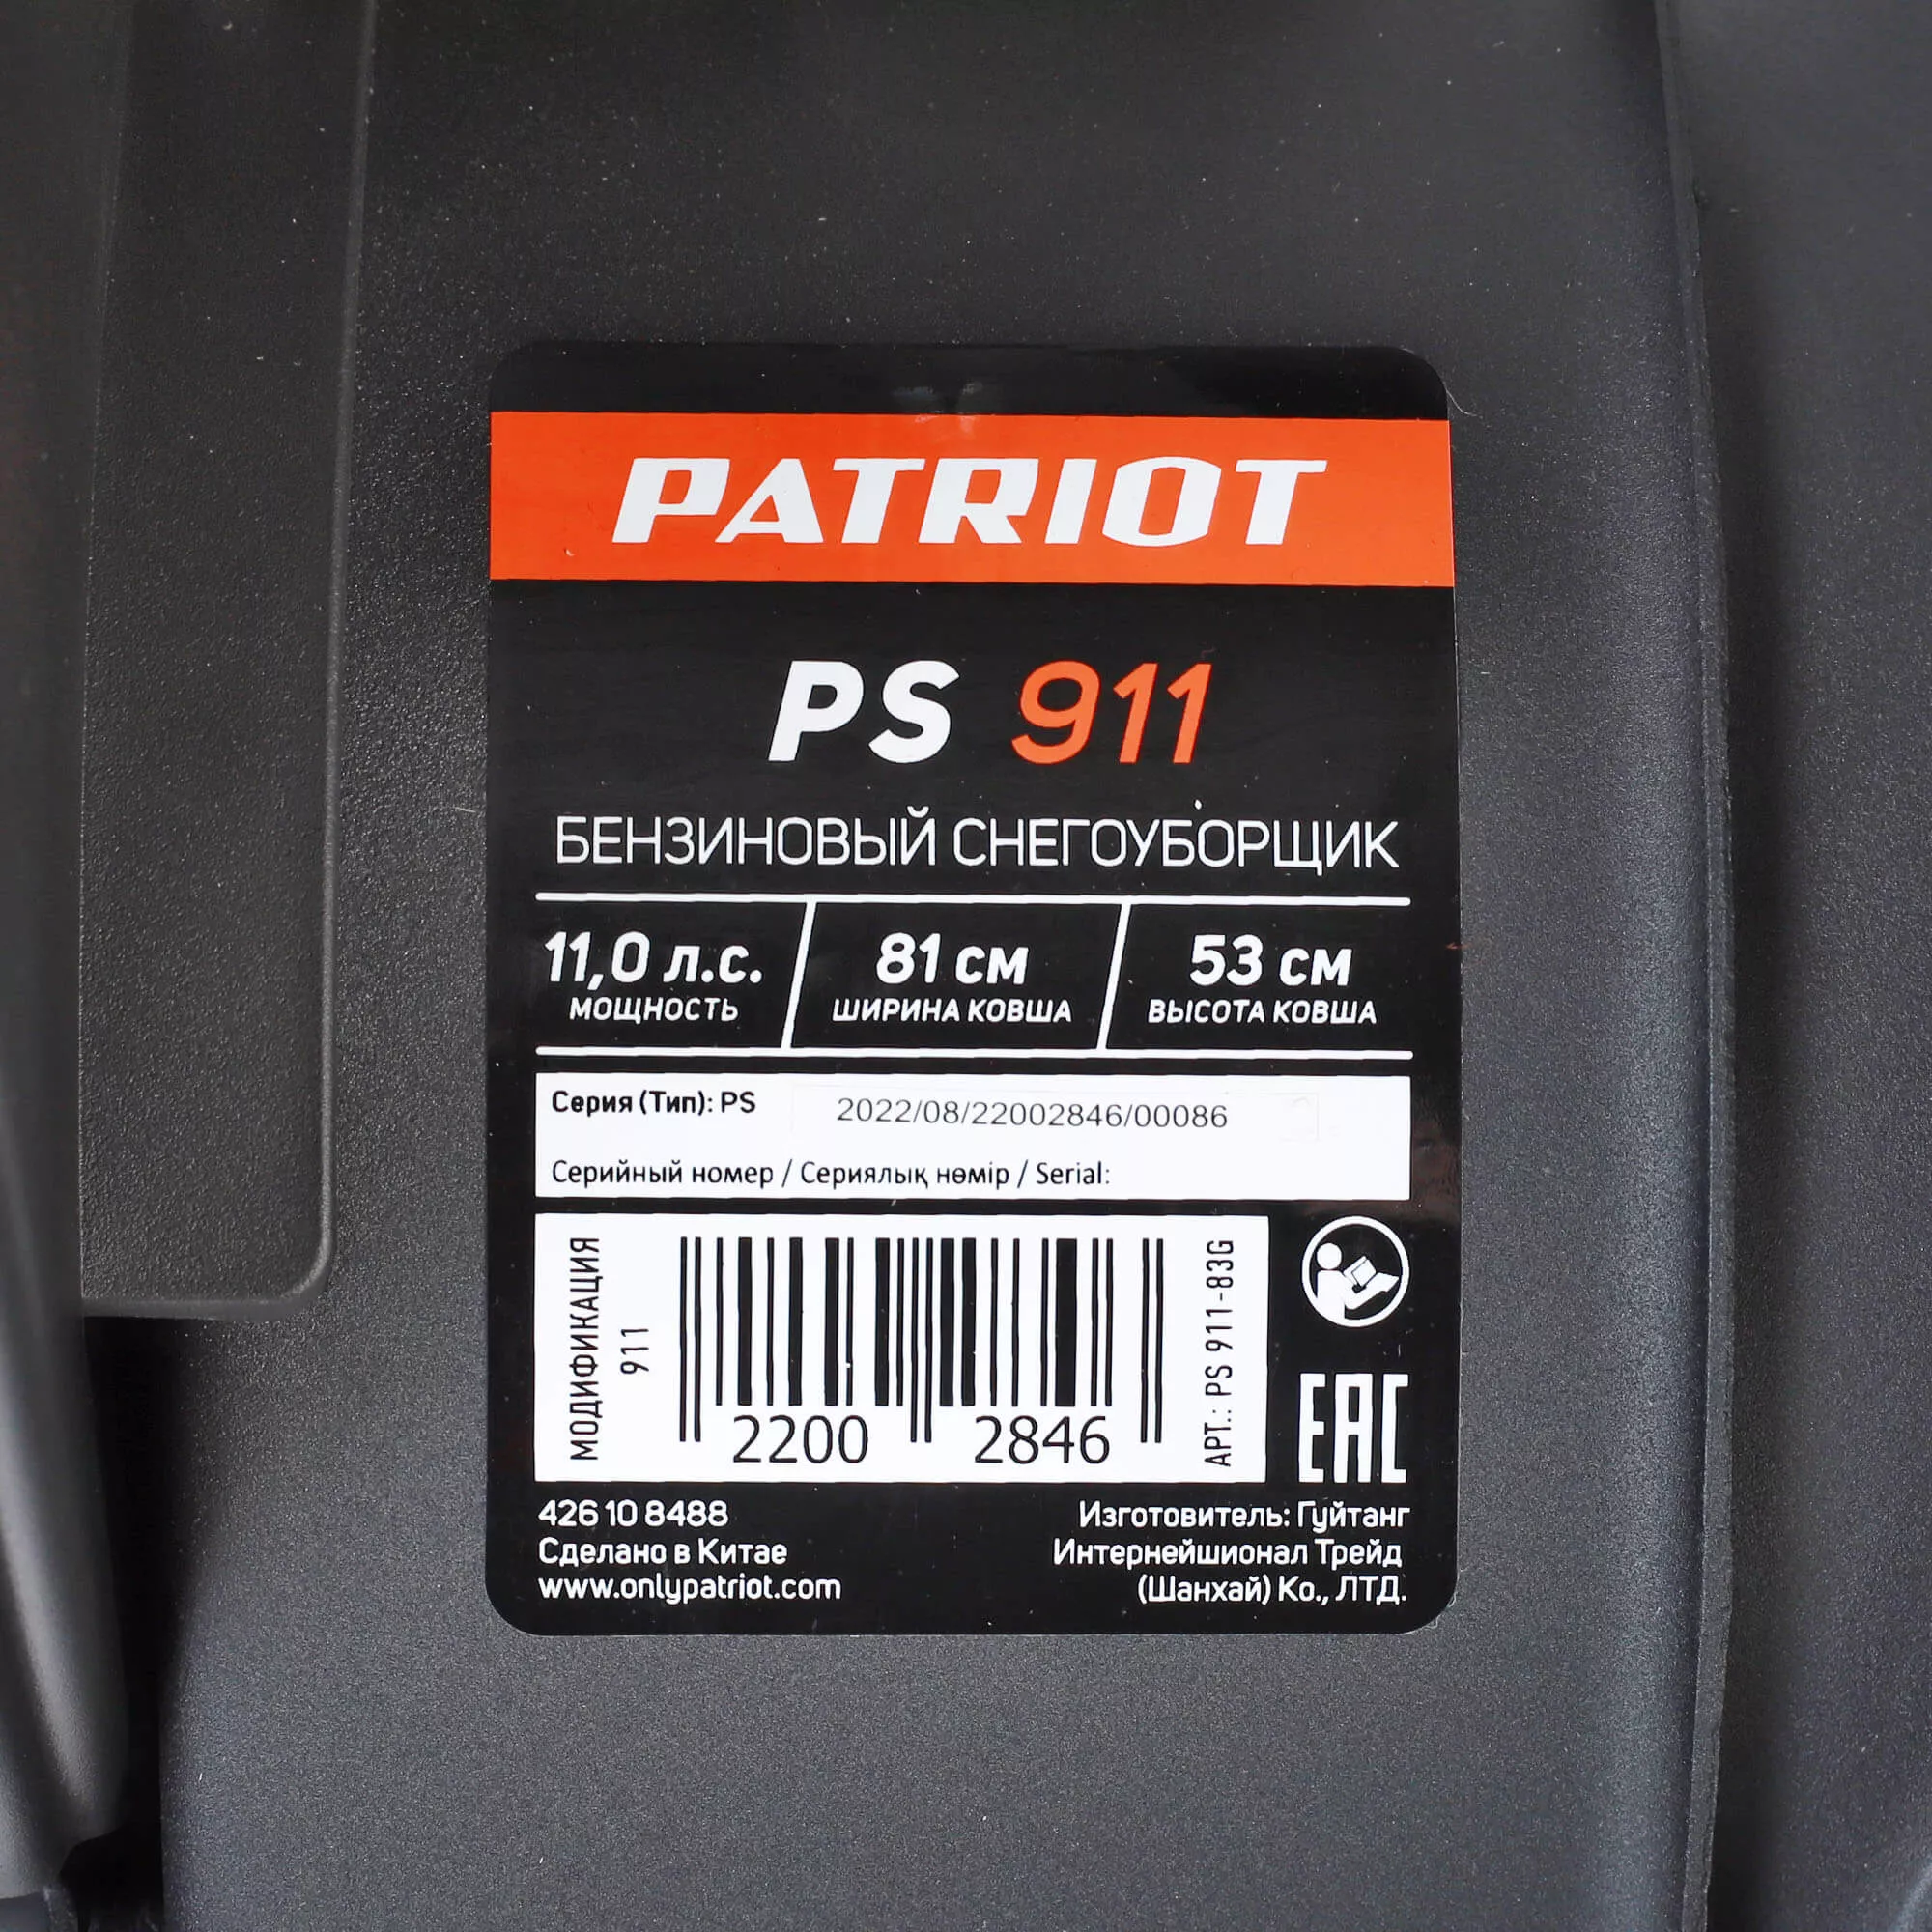 PATRIOT
PS 911
БЕНЗИНОВЫЙ СНЕГОУБОРЩИК
11,0 л.с.
МОЩНОСТЬ
81 см
ШИРИНА КОВША
53 см
ВЫСОТА КОВША
Серия (Тип): PS
2022/08/22002846/00086
Серийный номер / Сериялық нөмір / Serial:
МОДИФИКАЦИЯ
911
2200 2846
АРТ.: PS 911-83G
EAC
426 10 8488
Сделано в Китае
www.onlypatriot.com
Изготовитель: Гуйтанг
Интернейшионал Трейд
(Шанхай) Ко., ЛТД.